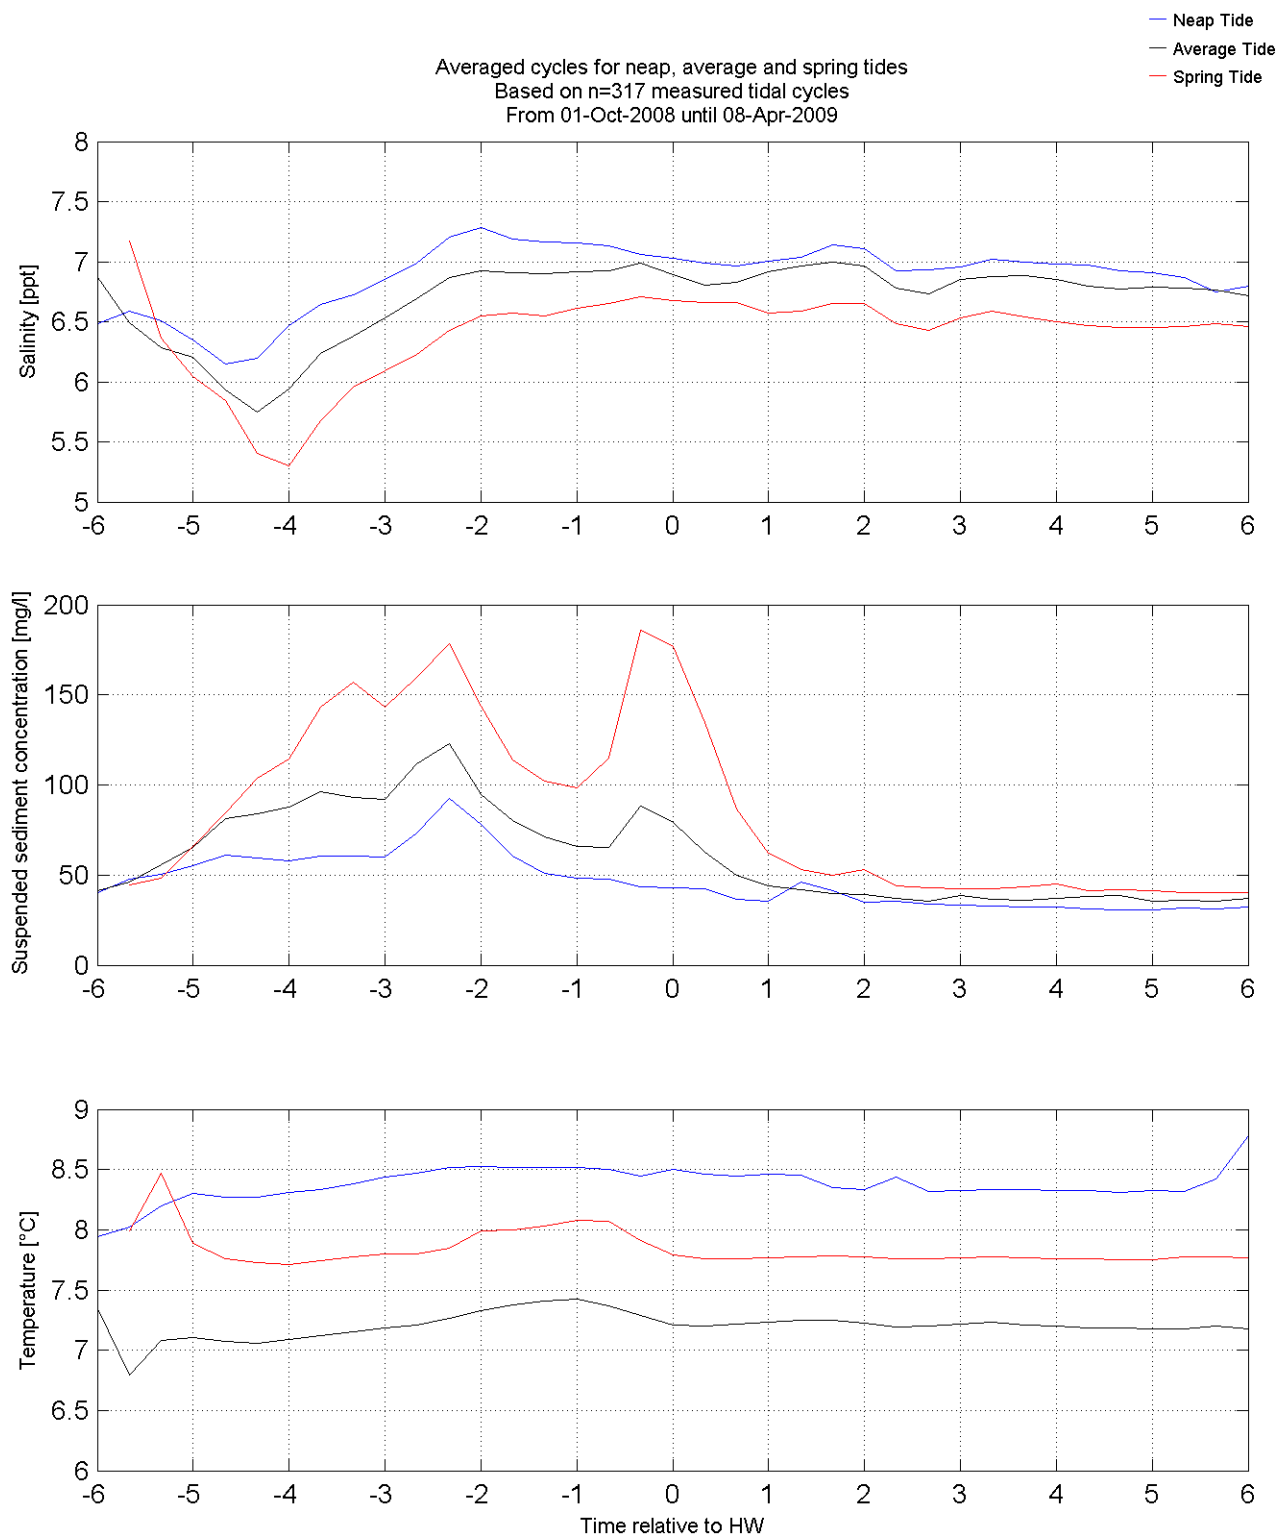 Neap Tide
Average Tide
Spring Tide
Averaged cycles for neap, average and spring tides
Based on n=317 measured tidal cycles
From 01-Oct-2008 until 08-Apr-2009
Salinity [ppt]
8
7.5
7
6.5
6
5.5
5
-6 -5 -4 -3 -2 -1 0 1 2 3 4 5 6
Suspended sediment concentration [mg/l]
200
150
100
50
0
-6 -5 -4 -3 -2 -1 0 1 2 3 4 5 6
Temperature [°C]
9
8.5
8
7.5
7
6.5
6
-6 -5 -4 -3 -2 -1 0 1 2 3 4 5 6
Time relative to HW